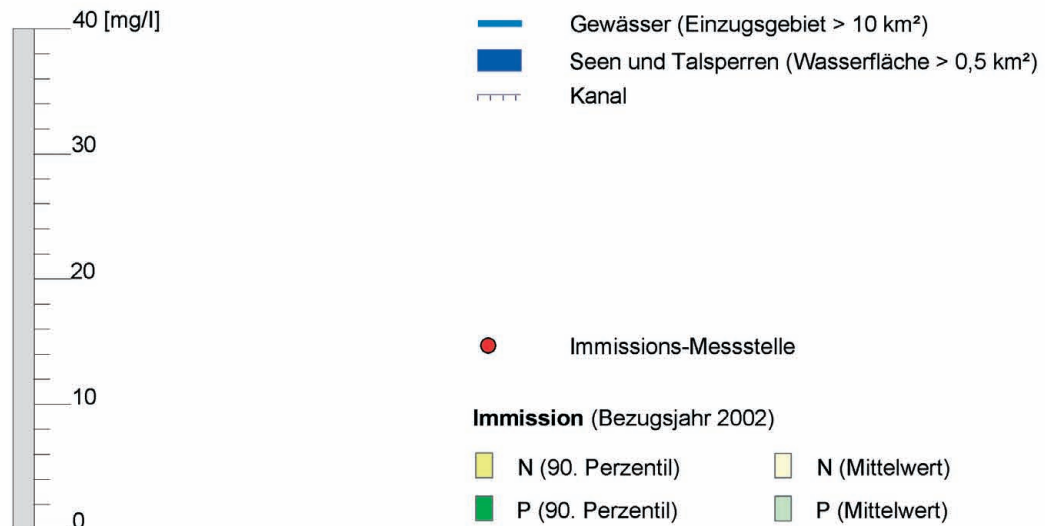 40 [mg/l]
30
20
10
0
Gewässer (Einzugsgebiet > 10 km²)
Seen und Talsperren (Wasserfläche > 0,5 km²)
Kanal
Immissions-Messstelle
Immission (Bezugsjahr 2002)
N (90. Perzentil) N (Mittelwert)
P (90. Perzentil) P (Mittelwert)